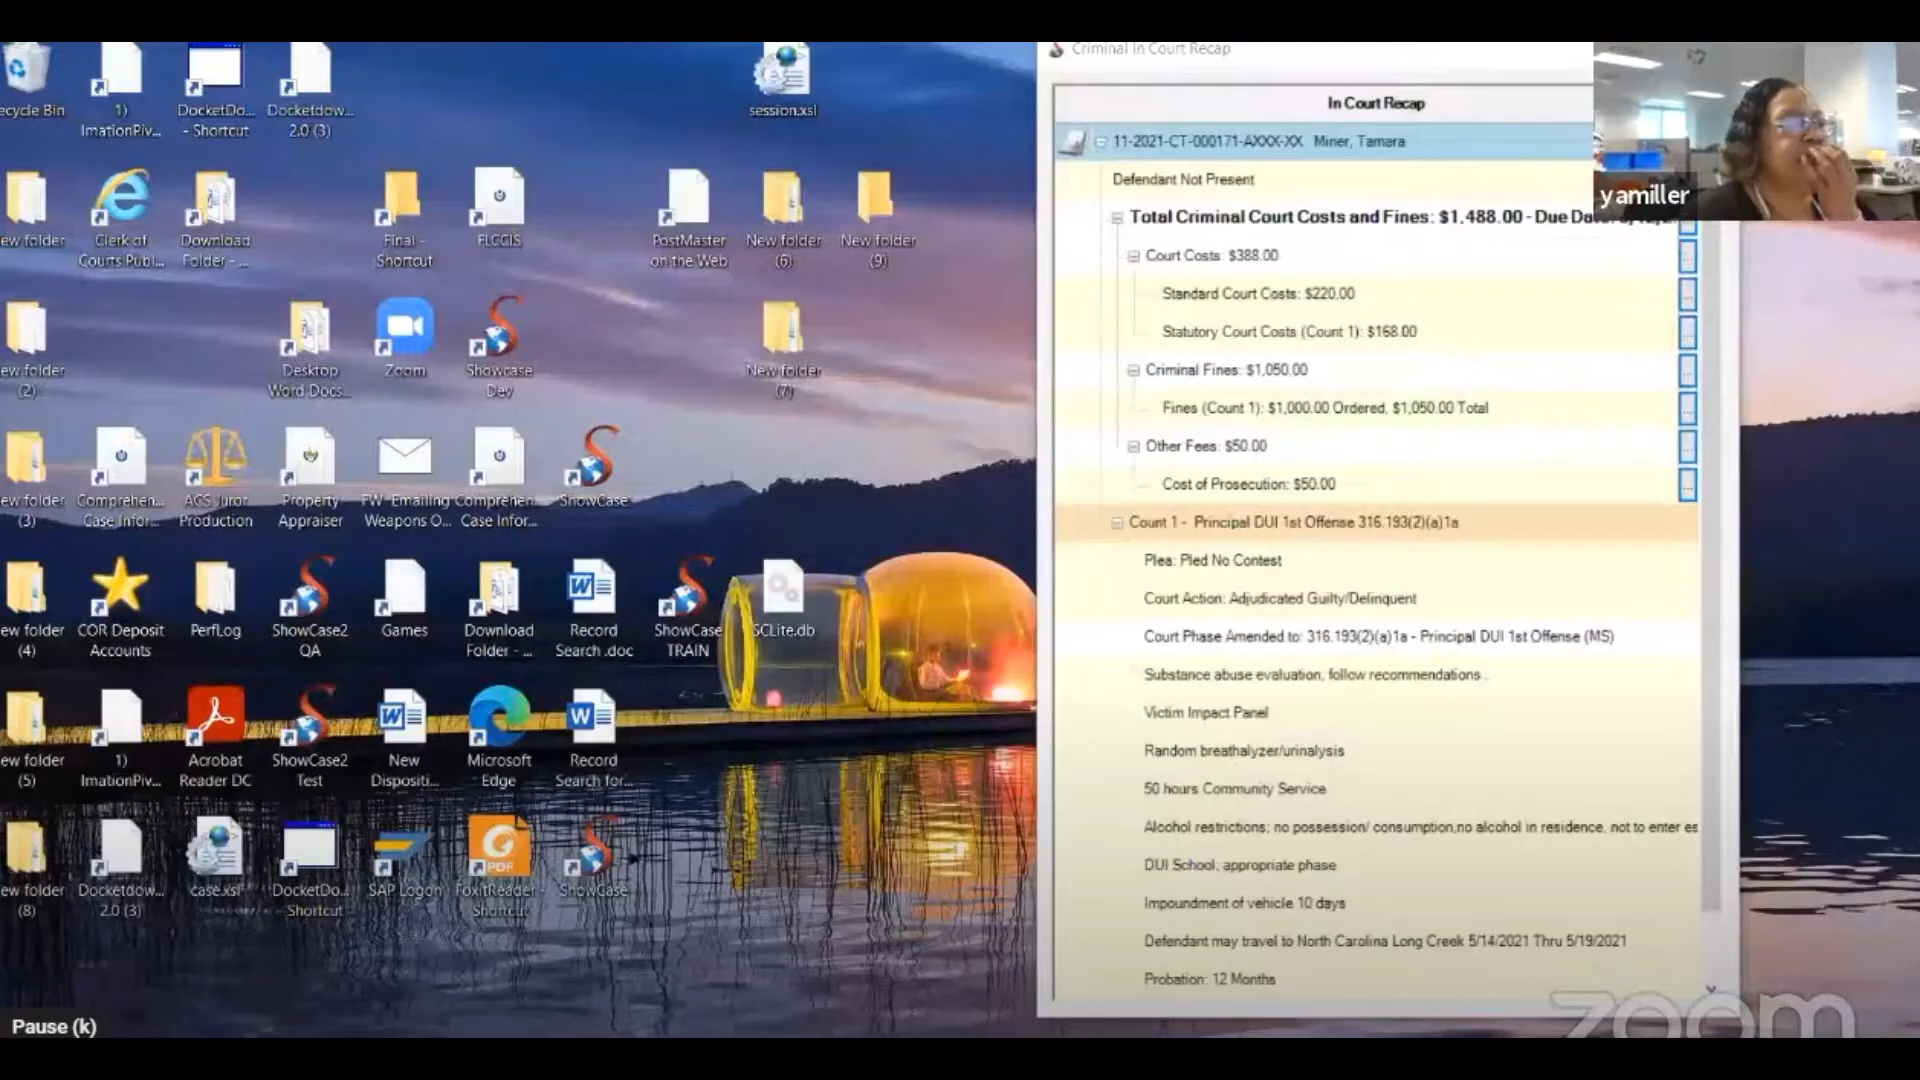 ecycle Bin
1)
ImationPiv...
DocketDo...
- Shortcut
Docketdow...
2.0 (3)
session.xsl
ew folder
Clerk of
Courts Publ...
Download
Folder - ...
Final -
Shortcut
FLCCIS
PostMaster
on the Web
New folder
(6)
New folder
(9)
ew folder
(2)
Desktop
Word Docs...
Zoom
Showcase
Dev
New folder
(7)
ew folder
(3)
Comprehen...
Case Infor...
ACS Juror
Production
Property
Appraiser
FW- Emailing
Weapons O...
Comprehen...
Case Infor...
ShowCase
ew folder
(4)
COR Deposit
Accounts
PerfLog
ShowCase2
QA
Games
Download
Folder - ...
Record
Search .doc
ShowCase
TRAIN
SCLite.db
ew folder
(5)
1)
ImationPiv...
Acrobat
Reader DC
ShowCase2
Test
New
Dispositi...
Microsoft
Edge
Record
Search for...
ew folder
(8)
Docketdow...
2.0 (3)
case.xsl
DocketDo...
- Shortcut
SAP Logon
PDF
FoxitReader -
Shortcut
ShowCase
Pause (k)
Criminal In Court Recap
In Court Recap
11-2021-CT-000171-AXXX-XX Miner, Tamara
Defendant Not Present
Total Criminal Court Costs and Fines: $1,488.00 - Due
Court Costs: $388.00
Standard Court Costs: $220.00
Statutory Court Costs (Count 1): $168.00
Criminal Fines: $1,050.00
Fines (Count 1): $1,000.00 Ordered, $1,050.00 Total
Other Fees: $50.00
Cost of Prosecution: $50.00
Count 1 - Principal DUI 1st Offense 316.193(2)(a)1a
Plea: Pled No Contest
Court Action: Adjudicated Guilty/Delinquent
Court Phase Amended to: 316.193(2)(a)1a - Principal DUI 1st Offense (MS)
Substance abuse evaluation, follow recommendations .
Victim Impact Panel
Random breathalyzer/urinalysis
50 hours Community Service
Alcohol restrictions; no possession/ consumption,no alcohol in residence, not to enter es
DUI School; appropriate phase
Impoundment of vehicle 10 days
Defendant may travel to North Carolina Long Creek 5/14/2021 Thru 5/19/2021
Probation: 12 Months
yamiller
zoom